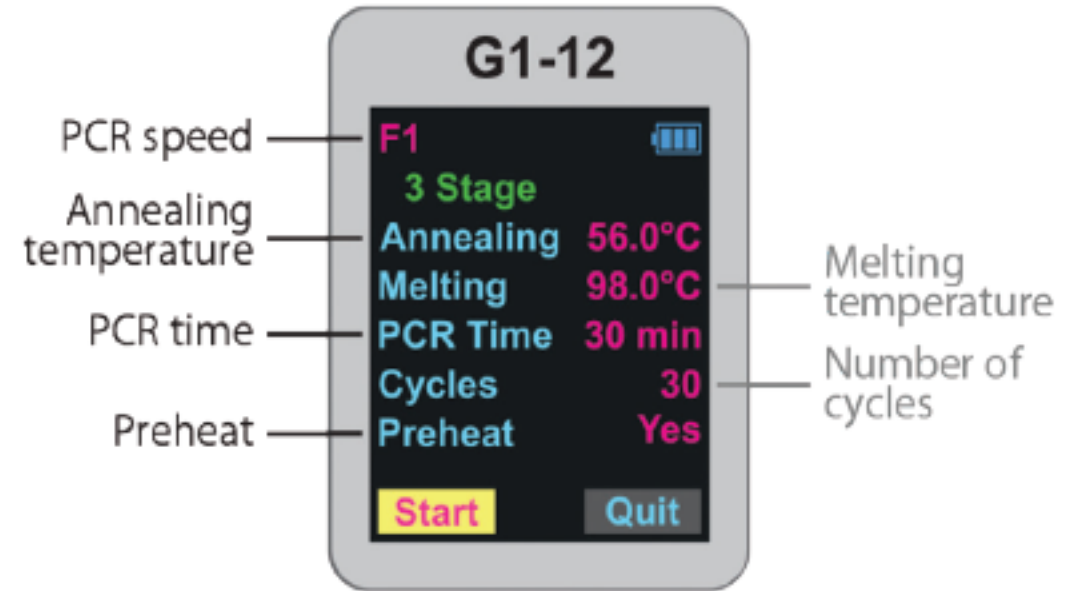 G1-12
PCR speed
F1
3 Stage
Annealing
temperature
Annealing 56.0°C
Melting 98.0°C
Melting
temperature
PCR time
PCR Time 30 min
Cycles 30
Number of
cycles
Preheat
Preheat Yes
Start Quit